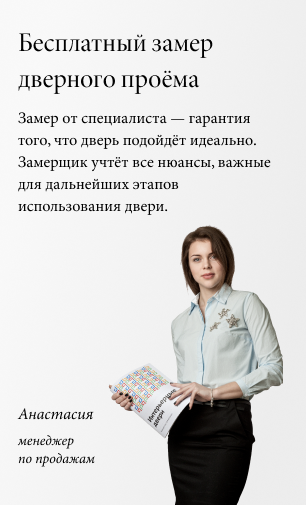 Бесплатный замер
дверного проёма
Замер от специалиста — гарантия
того, что дверь подойдёт идеально.
Замерщик учтёт все нюансы, важные
для дальнейших этапов
использования двери.
Интерьерные
двери
Анастасия
менеджер
по продажам